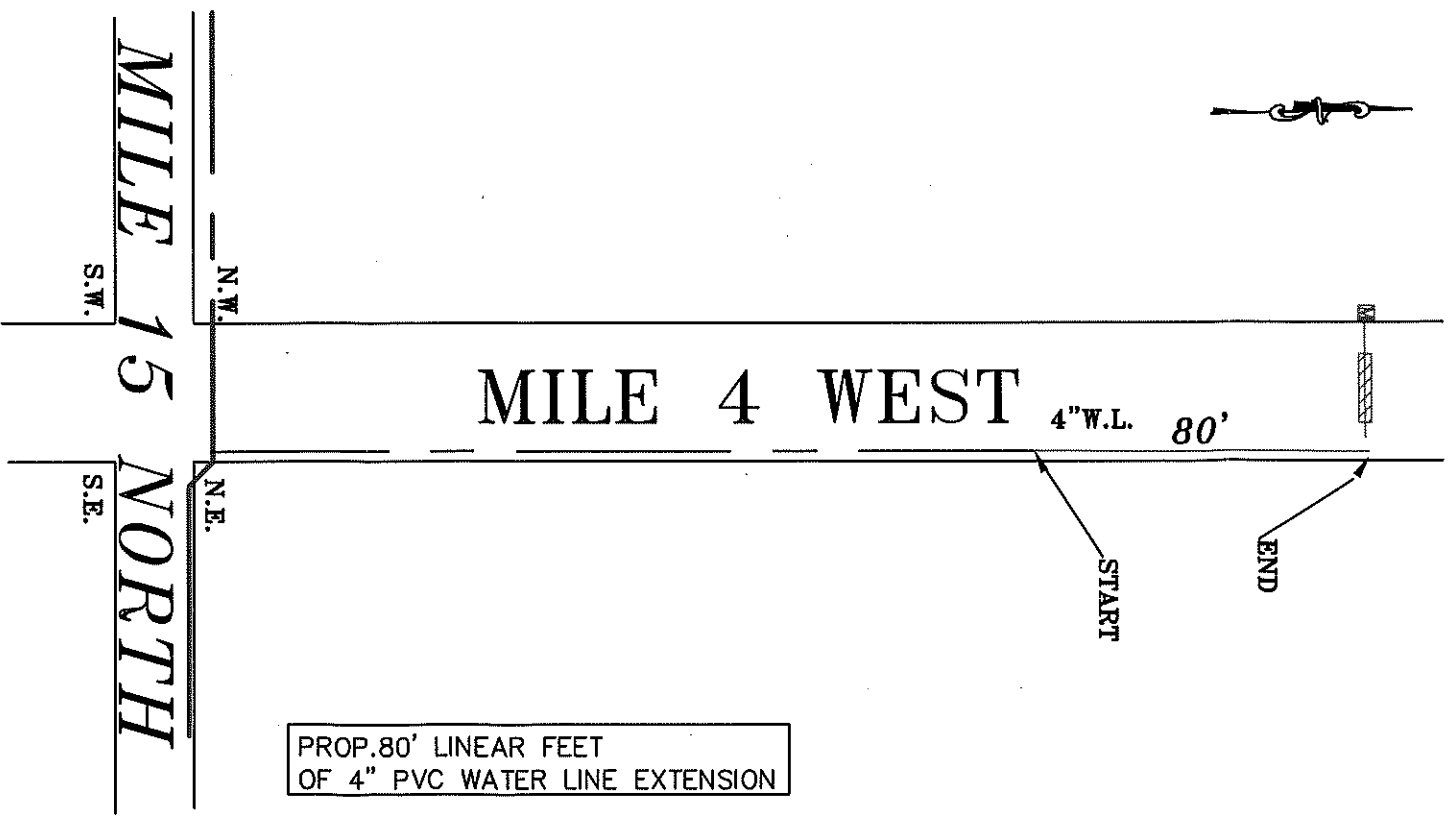 MILE 15 NORTH
S.W.
N.W.
S.E.
N.E.
MILE 4 WEST
4"W.L.
80'
M
START
END
PROP.80' LINEAR FEET
OF 4" PVC WATER LINE EXTENSION